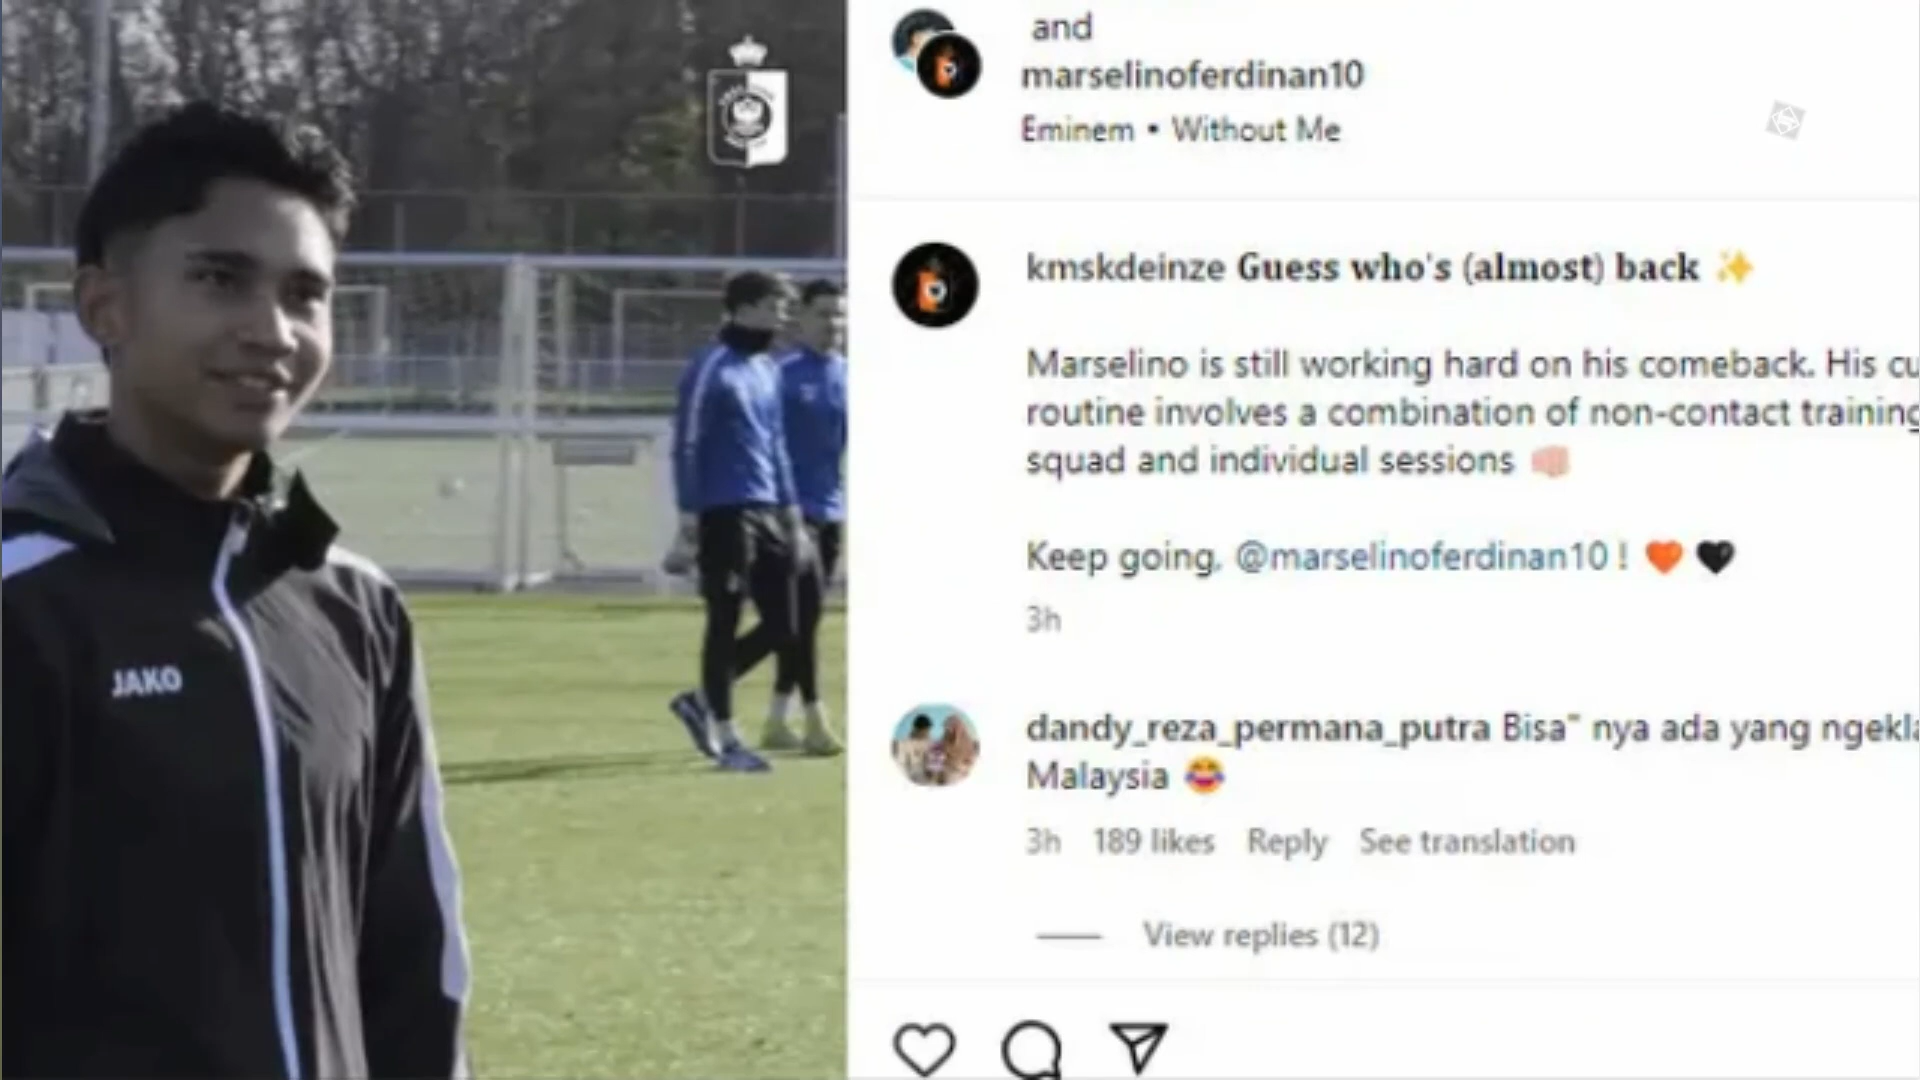 and
marselinoferdinan10
Eminem • Without Me
kmskdeinze Guess who's (almost) back ✨
Marselino is still working hard on his comeback. His cu
routine involves a combination of non-contact training
squad and individual sessions 👊🏻
Keep going, @marselinoferdinan10 ! 🧡🖤
3h
dandy_reza_permana_putra Bisa" nya ada yang ngekla
Malaysia 😂
3h 189 likes Reply See translation
View replies (12)
JAKO